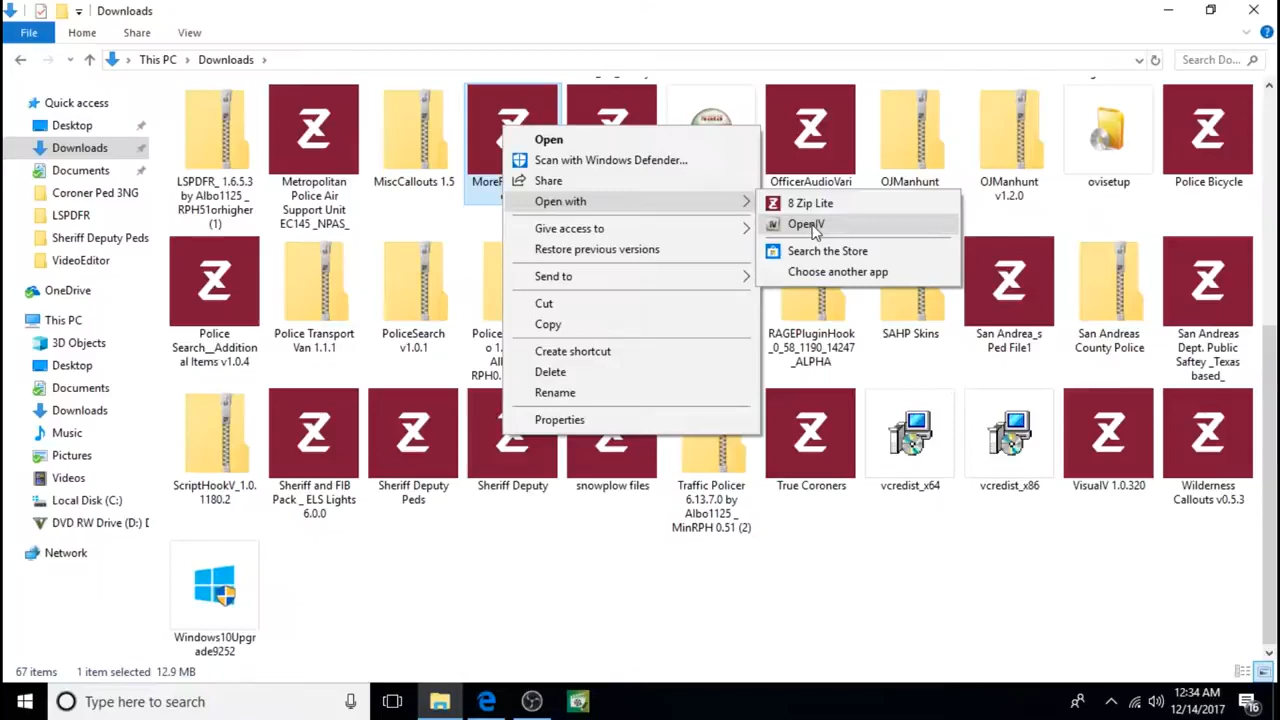 Downloads
File
Home
Share
View
This PC
Downloads
Search Do...
Quick access
Desktop
Downloads
Documents
Coroner Ped 3NG
LSPDFR
Sheriff Deputy Peds
VideoEditor
OneDrive
This PC
3D Objects
Desktop
Documents
Downloads
Music
Pictures
Videos
Local Disk (C:)
DVD RW Drive (D:) D
Network
LSPDFR_ 1.6.5.3
by Albo1125 _
RPH51orhigher
(1)
Metropolitan
Police Air
Support Unit
EC145 _NPAS_
MiscCallouts 1.5
OfficerAudioVari
OJManhunt
OJManhunt
v1.2.0
ovisetup
Police Bicycle
Open
Scan with Windows Defender...
Share
Open with
Give access to
Restore previous versions
Send to
Cut
Copy
Create shortcut
Delete
Rename
Properties
8 Zip Lite
OpenIV
Search the Store
Choose another app
Police
Search__Addition
al Items v1.0.4
Police Transport
Van 1.1.1
PoliceSearch
v1.0.1
RAGEPluginHook
_0_58_1190_14247
_ALPHA
SAHP Skins
San Andrea_s
Ped File1
San Andreas
County Police
San Andreas
Dept. Public
Saftey _Texas
based_
ScriptHookV_1.0.
1180.2
Sheriff and FIB
Pack _ ELS Lights
6.0.0
Sheriff Deputy
Peds
Sheriff Deputy
snowplow files
Traffic Policer
6.13.7.0 by
Albo1125 _
MinRPH 0.51 (2)
True Coroners
vcredist_x64
vcredist_x86
VisualV 1.0.320
Wilderness
Callouts v0.5.3
Windows10Upgr
ade9252
67 items
1 item selected 12.9 MB
Type here to search
12:34 AM
12/14/2017
16